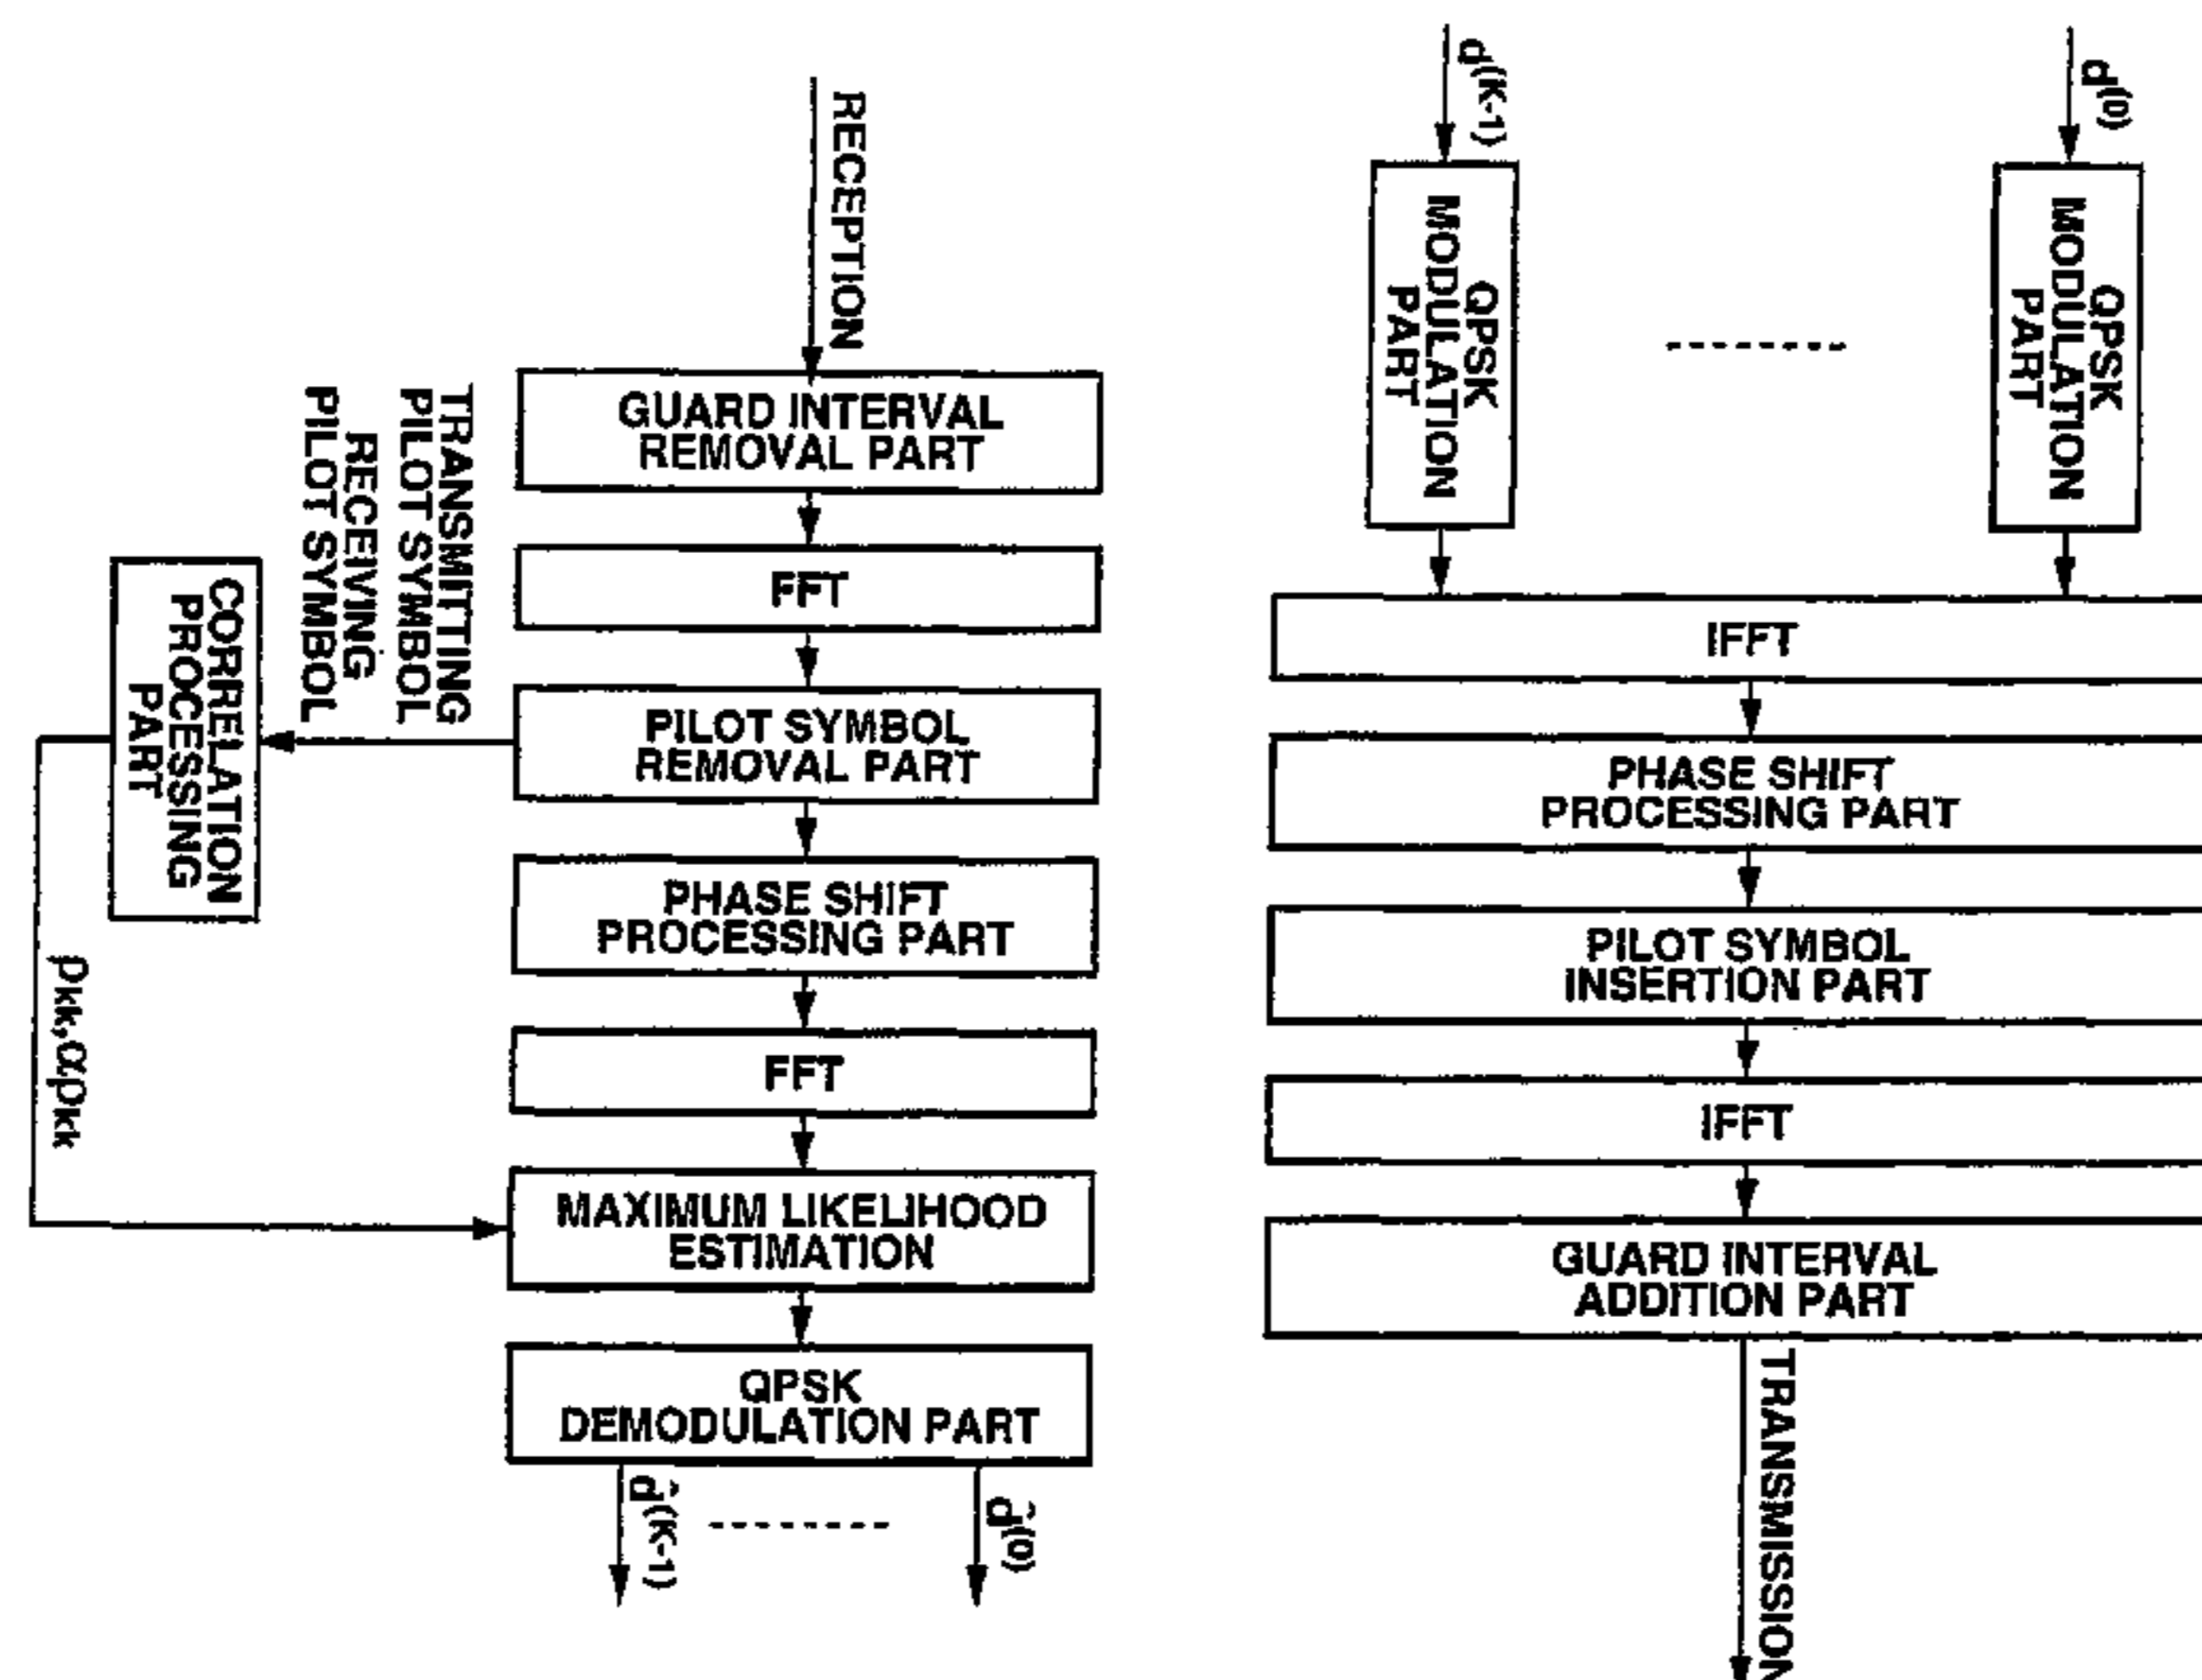 RECEPTION
GUARD INTERVAL
REMOVAL PART
FFT
TRANSMITTING
PILOT SYMBOL
RECEIVING
PILOT SYMBOL
PILOT SYMBOL
REMOVAL PART
CORRELATION
PROCESSING
PART
PHASE SHIFT
PROCESSING PART
FFT
ρκκ,αρκκ
MAXIMUM LIKELIHOOD
ESTIMATION
QPSK
DEMODULATION PART
d̂(K-1)
---------
d̂(0)
d(K-1)
d(0)
QPSK
MODULATION
PART
---------
QPSK
MODULATION
PART
IFFT
PHASE SHIFT
PROCESSING PART
PILOT SYMBOL
INSERTION PART
IFFT
GUARD INTERVAL
ADDITION PART
TRANSMISSION